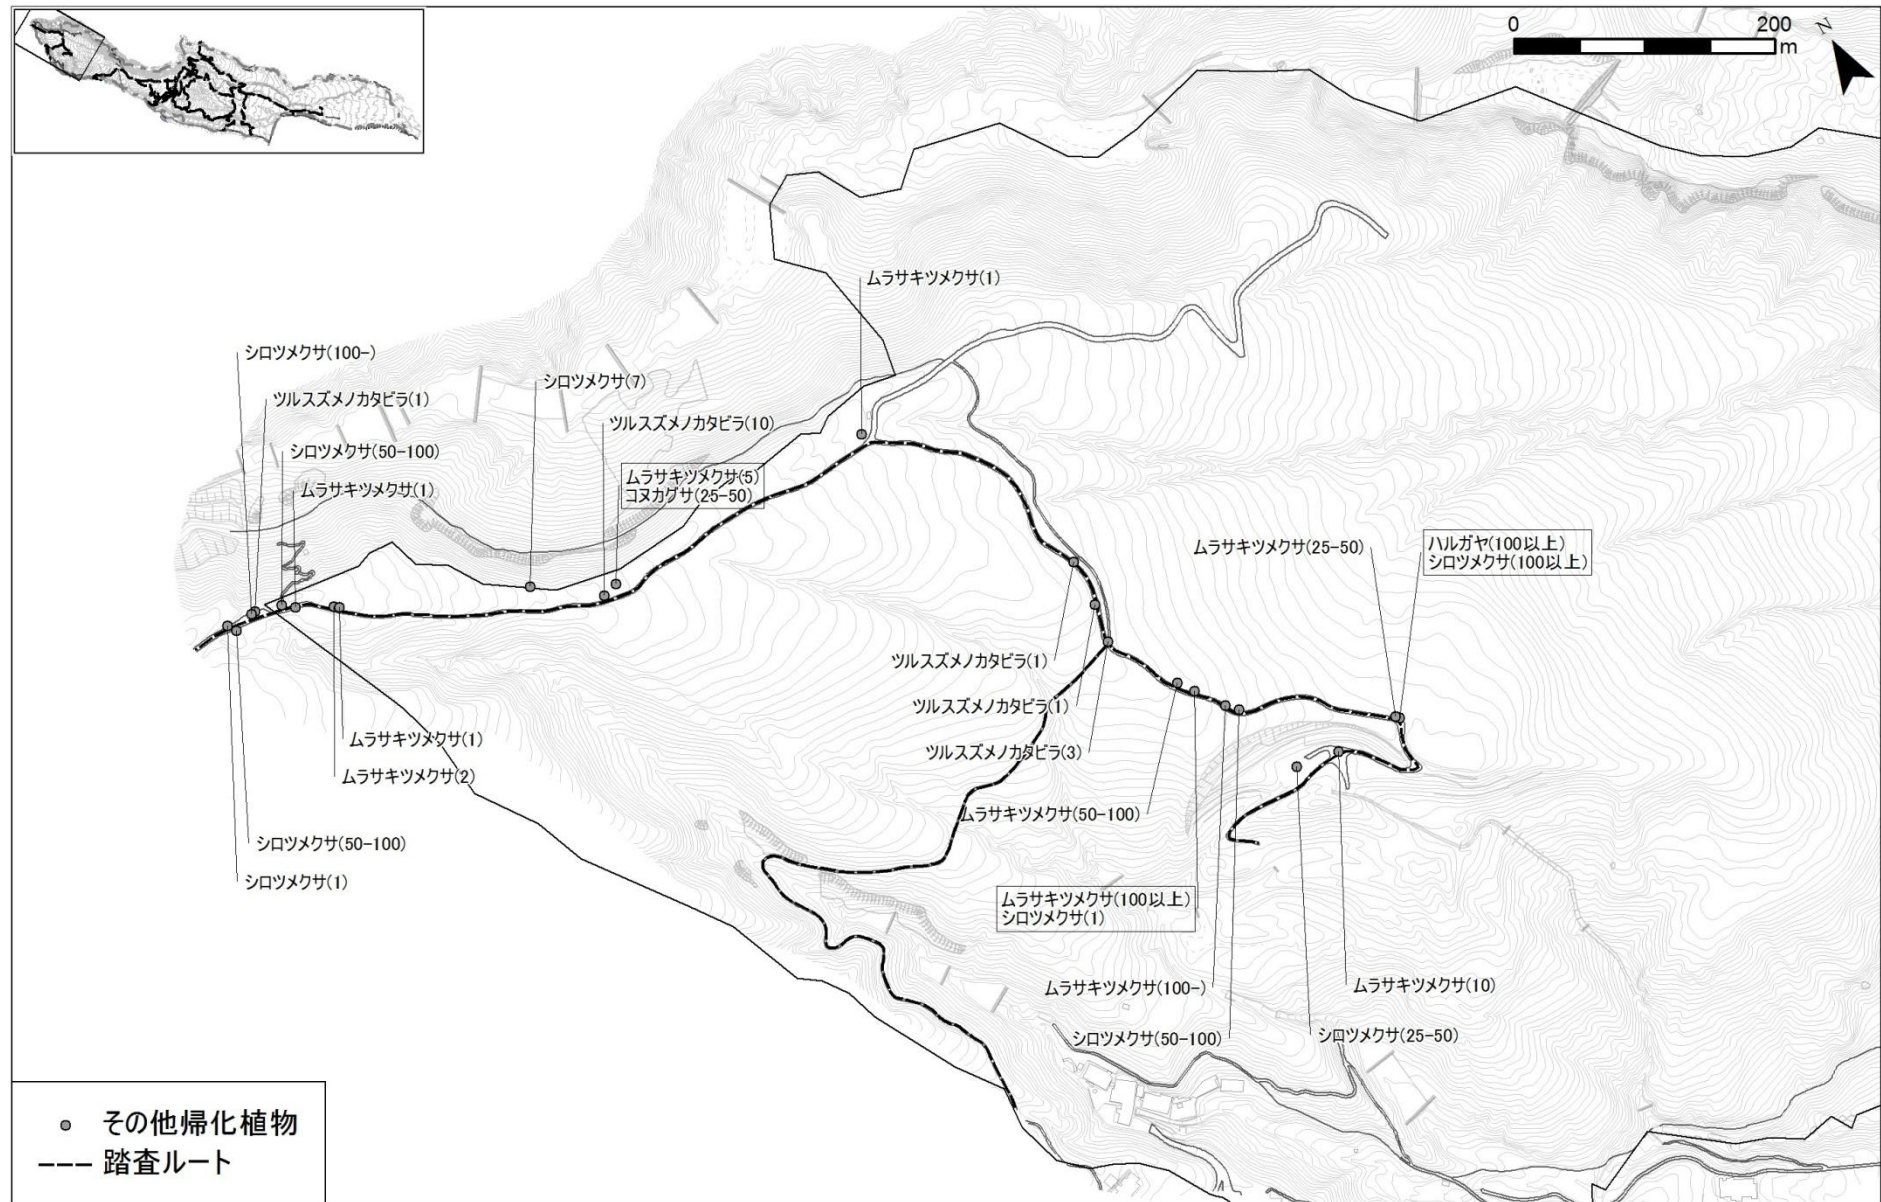 0
200
m
N
ムラサキツメクサ(1)
シロツメクサ(100-)
ツルスズメノカタビラ(1)
シロツメクサ(50-100)
ムラサキツメクサ(1)
シロツメクサ(7)
ツルスズメノカタビラ(10)
ムラサキツメクサ(5)
コヌカグサ(25-50)
ムラサキツメクサ(25-50)
ハルガヤ(100以上)
シロツメクサ(100以上)
ツルスズメノカタビラ(1)
ツルスズメノカタビラ(1)
ツルスズメノカタビラ(3)
ムラサキツメクサ(1)
ムラサキツメクサ(2)
ムラサキツメクサ(50-100)
シロツメクサ(50-100)
シロツメクサ(1)
ムラサキツメクサ(100以上)
シロツメクサ(1)
ムラサキツメクサ(100-)
ムラサキツメクサ(10)
シロツメクサ(50-100)
シロツメクサ(25-50)
その他帰化植物
踏査ルート